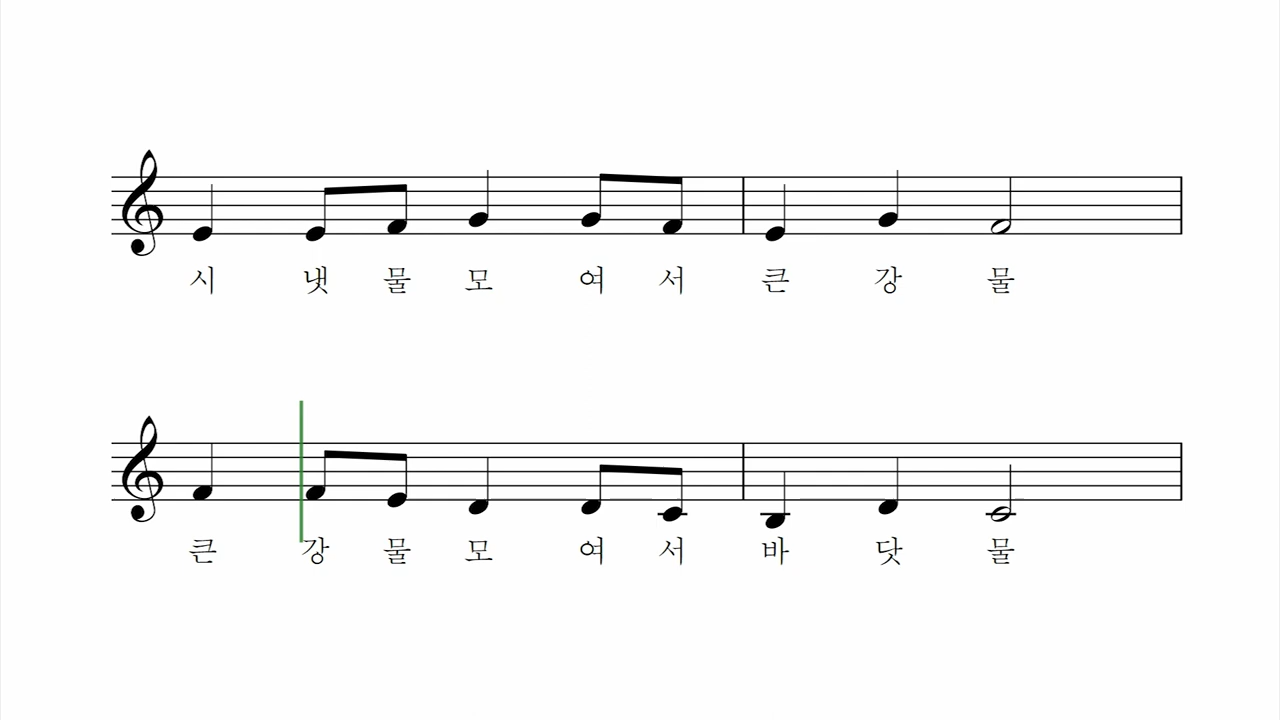 시 냇 물 모 여 서 큰 강 물
큰 강 물 모 여 서 바 닷 물